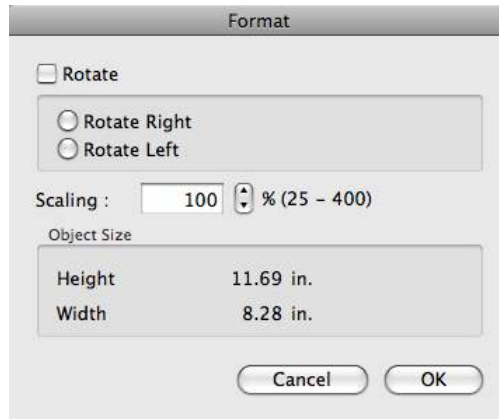 Format
Rotate
Rotate Right
Rotate Left
Scaling : 100 % (25 - 400)
Object Size
Height 11.69 in.
Width 8.28 in.
Cancel OK